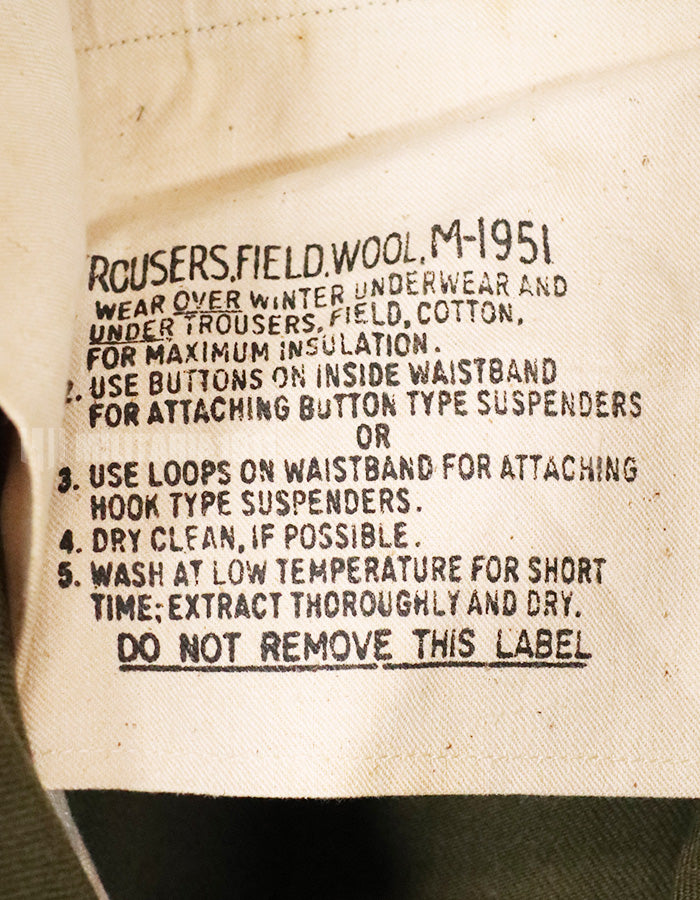 TROUSERS,FIELD,WOOL,M-1951
WEAR OVER WINTER UNDERWEAR AND
UNDER TROUSERS, FIELD, COTTON,
FOR MAXIMUM INSULATION.
2. USE BUTTONS ON INSIDE WAISTBAND
FOR ATTACHING BUTTON TYPE SUSPENDERS
OR
3. USE LOOPS ON WAISTBAND FOR ATTACHING
HOOK TYPE SUSPENDERS.
4. DRY CLEAN, IF POSSIBLE.
5. WASH AT LOW TEMPERATURE FOR SHORT
TIME; EXTRACT THOROUGHLY AND DRY.
DO NOT REMOVE THIS LABEL